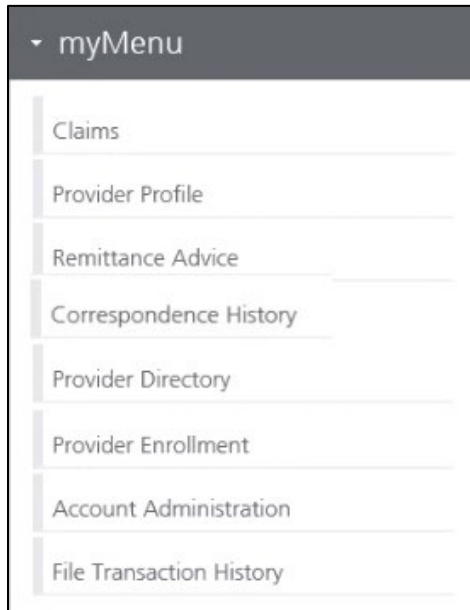 myMenu
Claims
Provider Profile
Remittance Advice
Correspondence History
Provider Directory
Provider Enrollment
Account Administration
File Transaction History